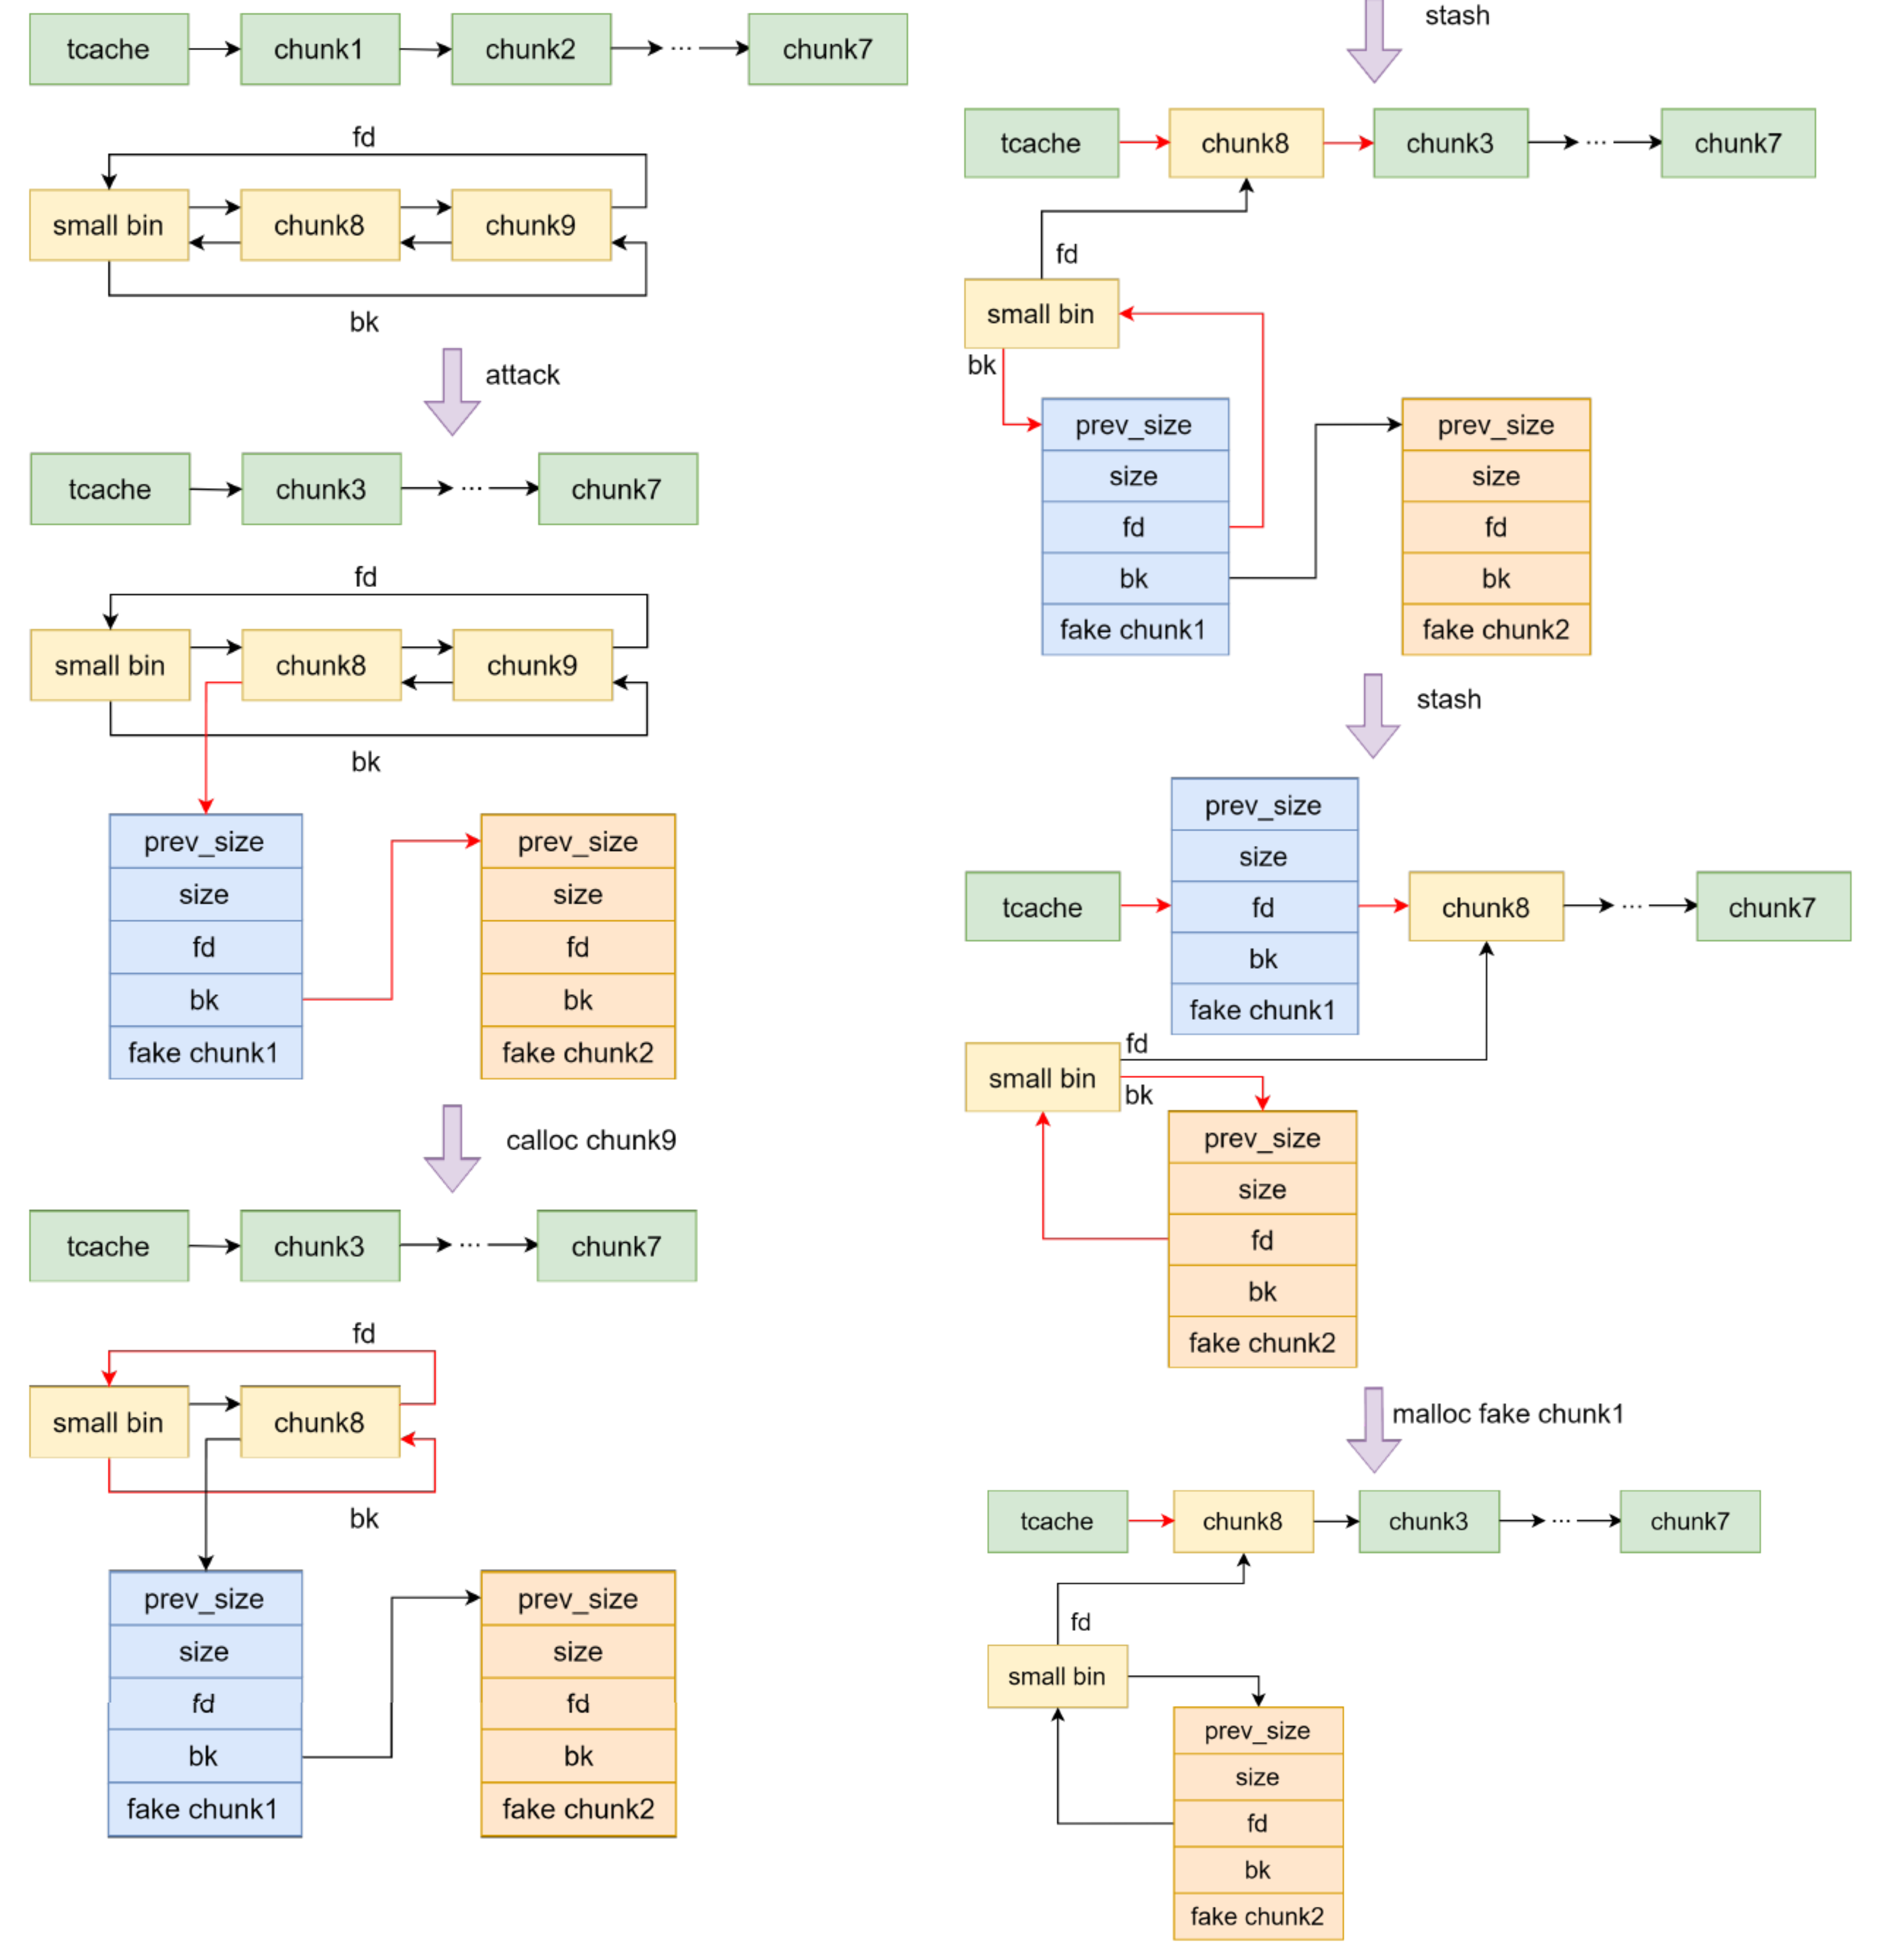 tcache
chunk1
chunk2
...
chunk7
fd
small bin
chunk8
chunk9
bk
attack
tcache
chunk3
...
chunk7
fd
small bin
chunk8
chunk9
bk
prev_size
size
fd
bk
fake chunk1
prev_size
size
fd
bk
fake chunk2
calloc chunk9
tcache
chunk3
...
chunk7
fd
small bin
chunk8
bk
prev_size
size
fd
bk
fake chunk1
prev_size
size
fd
bk
fake chunk2
stash
tcache
chunk8
chunk3
...
chunk7
fd
small bin
bk
prev_size
size
fd
bk
fake chunk1
prev_size
size
fd
bk
fake chunk2
stash
prev_size
size
tcache
fd
chunk8
...
chunk7
bk
fake chunk1
fd
small bin
bk
prev_size
size
fd
bk
fake chunk2
malloc fake chunk1
tcache
chunk8
chunk3
...
chunk7
fd
small bin
prev_size
size
fd
bk
fake chunk2